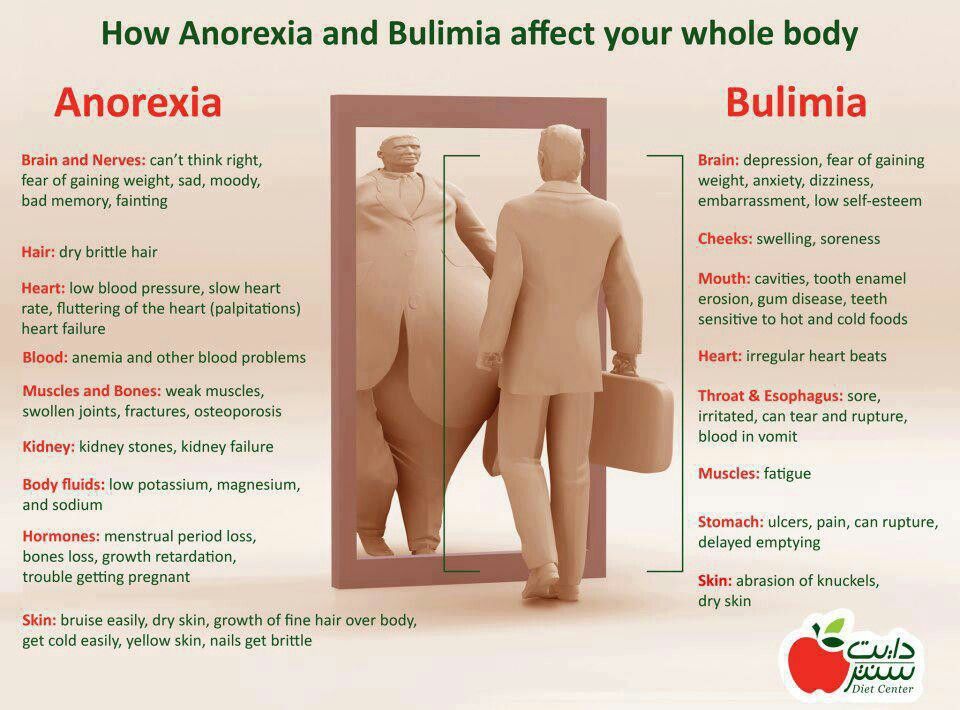 How Anorexia and Bulimia affect your whole body
Anorexia
Brain and Nerves: can't think right,
fear of gaining weight, sad, moody,
bad memory, fainting
Hair: dry brittle hair
Heart: low blood pressure, slow heart
rate, fluttering of the heart (palpitations)
heart failure
Blood: anemia and other blood problems
Muscles and Bones: weak muscles,
swollen joints, fractures, osteoporosis
Kidney: kidney stones, kidney failure
Body fluids: low potassium, magnesium,
and sodium
Hormones: menstrual period loss,
bones loss, growth retardation,
trouble getting pregnant
Skin: bruise easily, dry skin, growth of fine hair over body,
get cold easily, yellow skin, nails get brittle
Bulimia
Brain: depression, fear of gaining
weight, anxiety, dizziness,
embarrassment, low self-esteem
Cheeks: swelling, soreness
Mouth: cavities, tooth enamel
erosion, gum disease, teeth
sensitive to hot and cold foods
Heart: irregular heart beats
Throat & Esophagus: sore,
irritated, can tear and rupture,
blood in vomit
Muscles: fatigue
Stomach: ulcers, pain, can rupture,
delayed emptying
Skin: abrasion of knuckels,
dry skin
دايت
سنتر
Diet Center